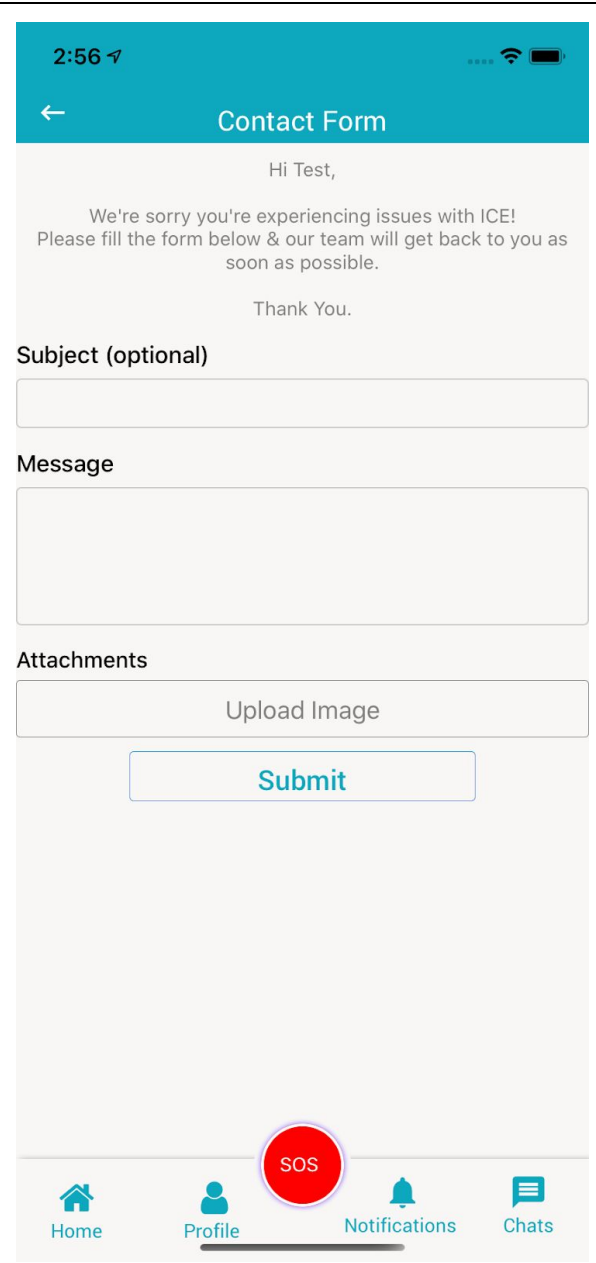 2:56
Contact Form
Hi Test,
We're sorry you're experiencing issues with ICE!
Please fill the form below & our team will get back to you as
soon as possible.
Thank You.
Subject (optional)
Message
Attachments
Upload Image
Submit
SOS
Home
Profile
Notifications
Chats